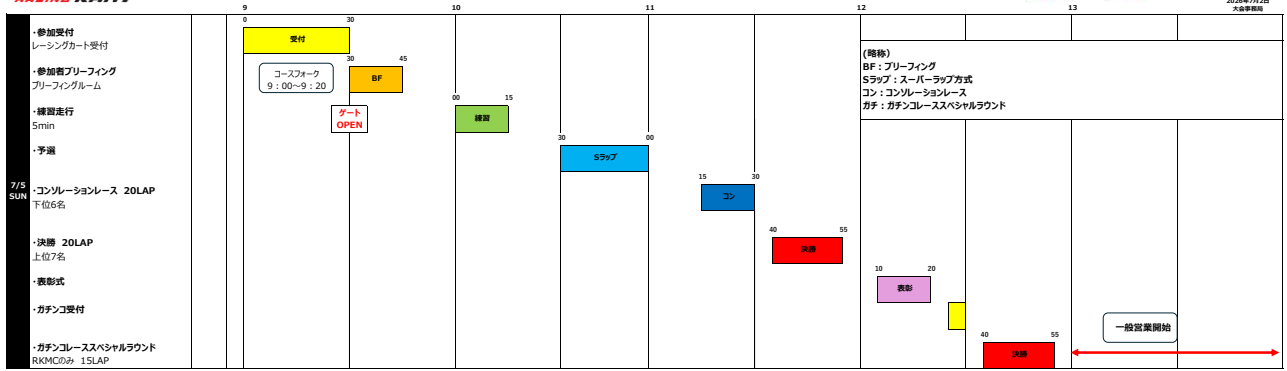 9
10
11
12
13
2026年7月2日
大会事務局
7/5
SUN
・参加受付
レーシングカート受付
0
30
受付
・参加者ブリーフィング
ブリーフィングルーム
コースフォーク
9：00～9：20
30
45
BF
・練習走行
5min
ゲート
OPEN
00
15
練習
・予選
30
00
Sラップ
・コンソレーションレース 20LAP
下位6名
15
30
コン
・決勝 20LAP
上位7名
40
55
決勝
・表彰式
10
20
表彰
・ガチンコ受付
・ガチンコレーススペシャルラウンド
RKMCのみ 15LAP
40
55
決勝
一般営業開始
(略称)
BF：ブリーフィング
Sラップ：スーパーラップ方式
コン：コンソレーションレース
ガチ：ガチンコレーススペシャルラウンド